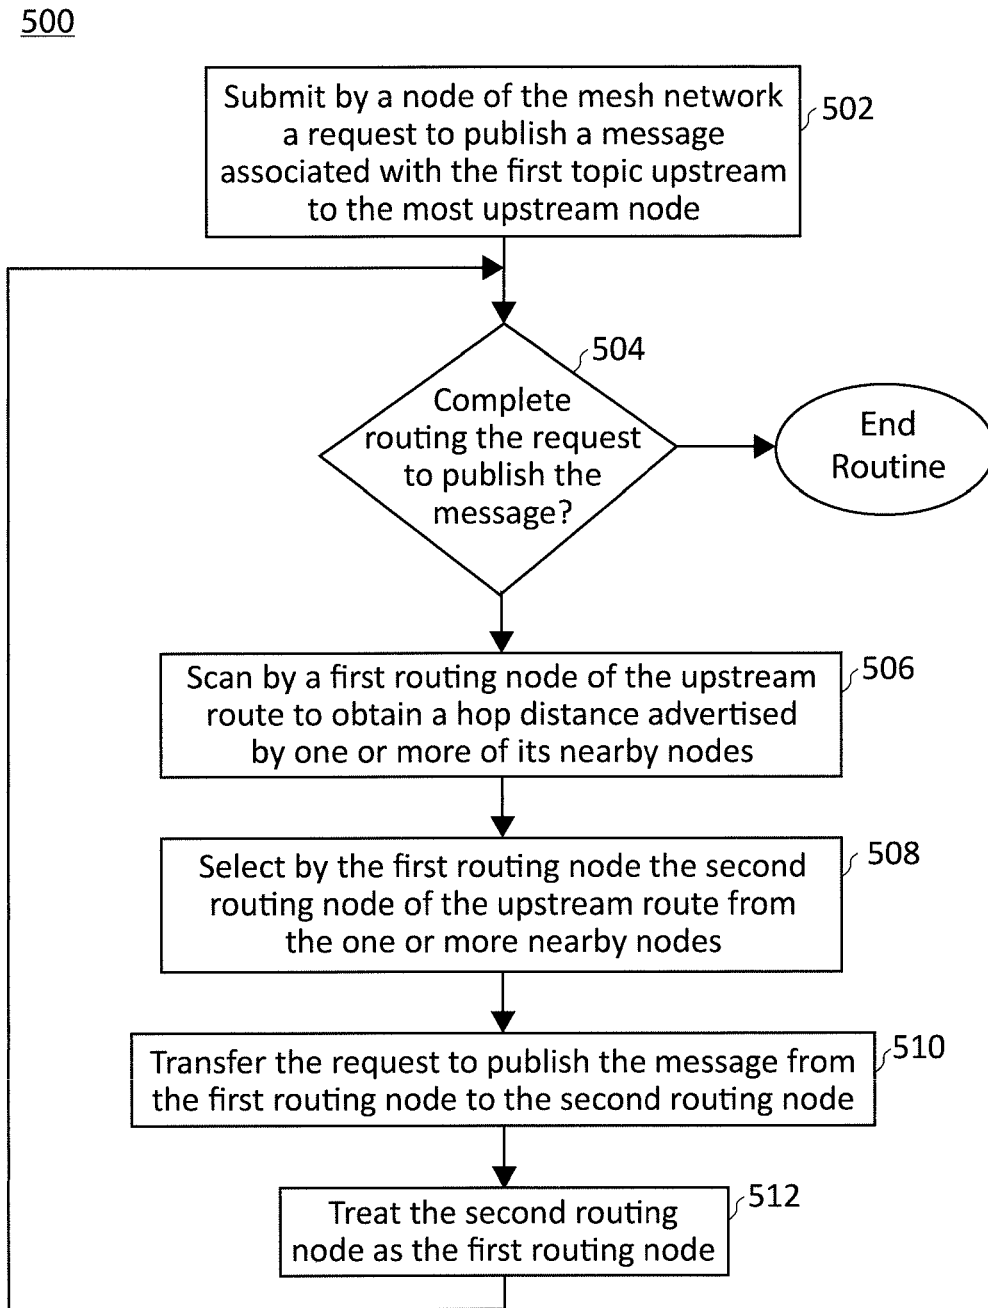 500
Submit by a node of the mesh network
a request to publish a message
associated with the first topic upstream
to the most upstream node
502
504
Complete
routing the request
to publish the
message?
End
Routine
Scan by a first routing node of the upstream
route to obtain a hop distance advertised
by one or more of its nearby nodes
506
Select by the first routing node the second
routing node of the upstream route from
the one or more nearby nodes
508
Transfer the request to publish the message from
the first routing node to the second routing node
510
Treat the second routing
node as the first routing node
512